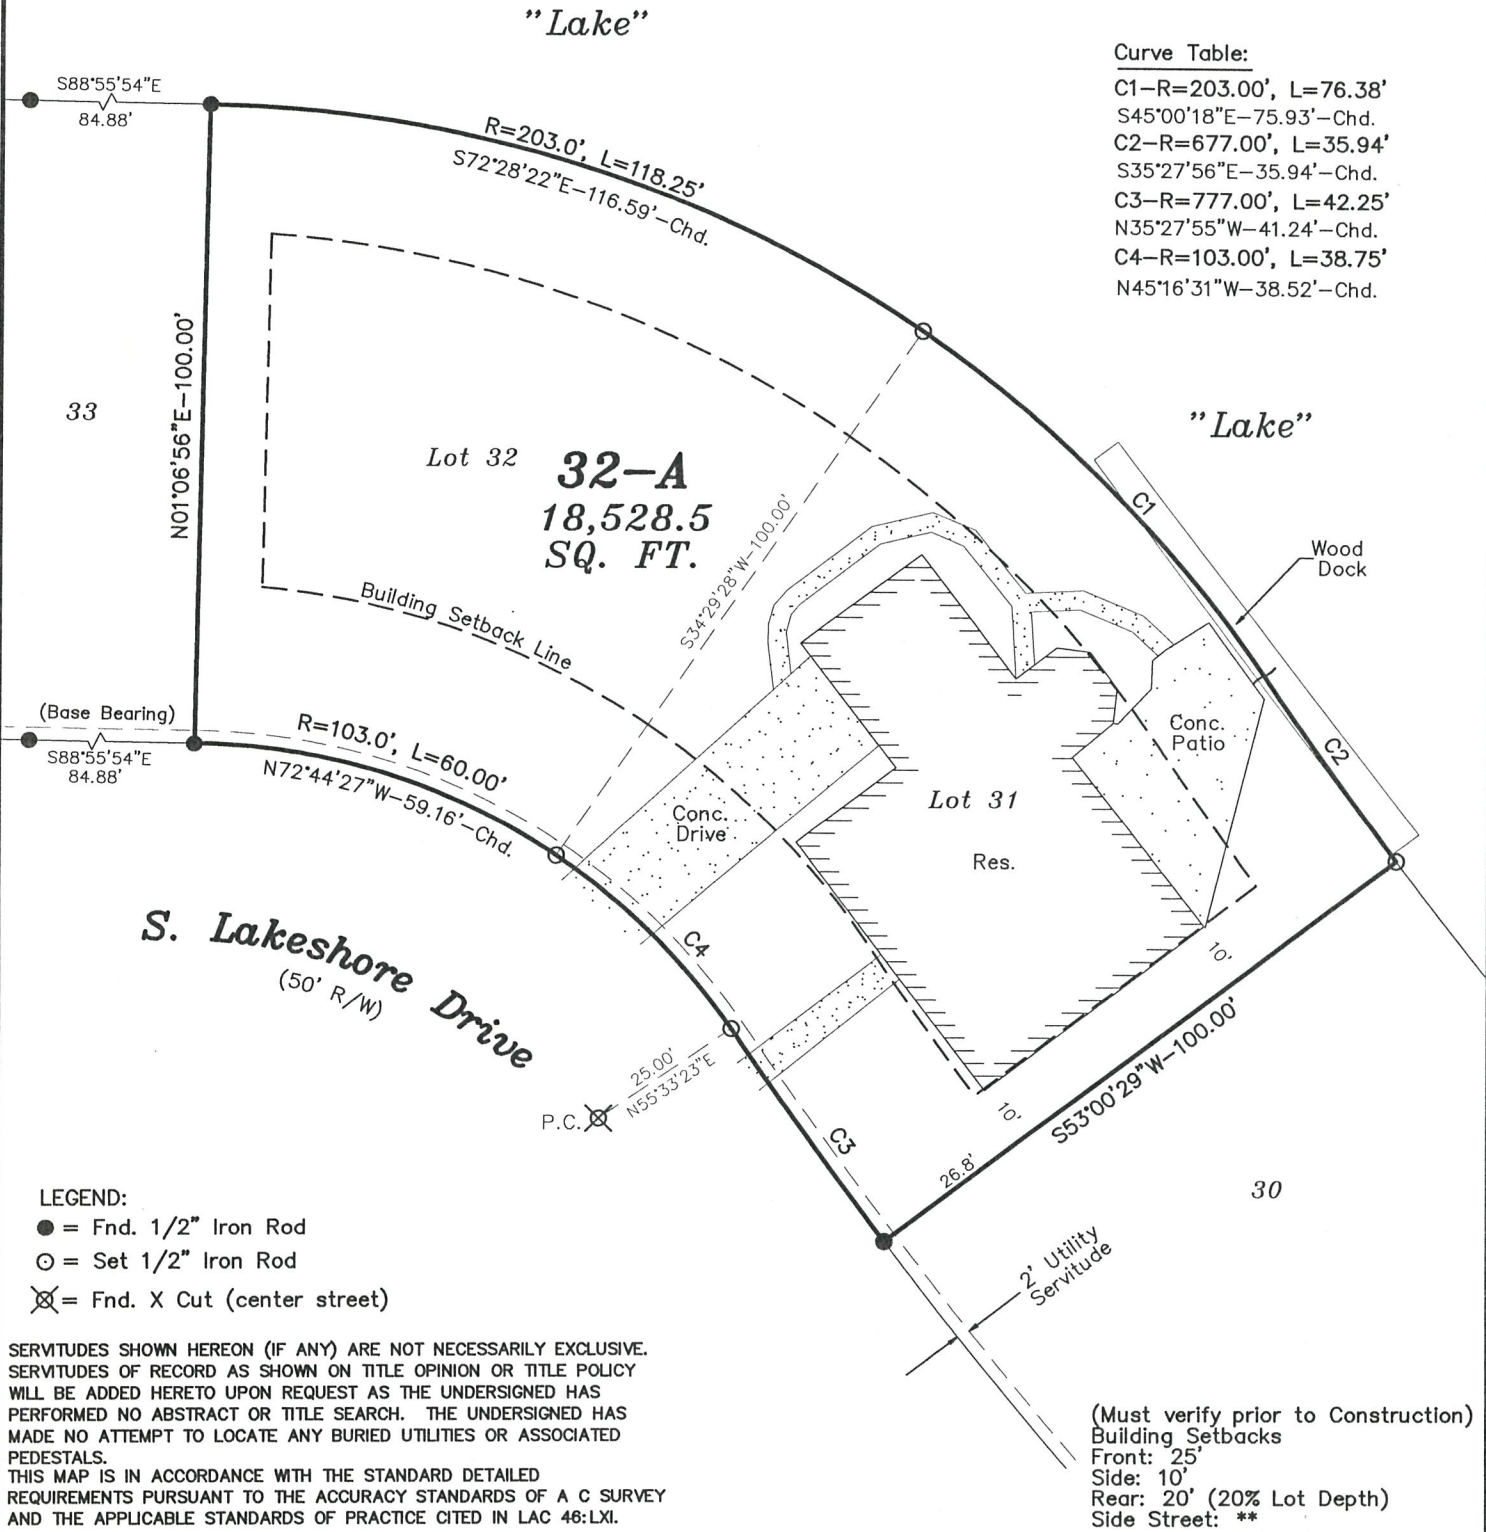 "Lake"
Curve Table:
C1-R=203.00', L=76.38'
S45°00'18"E-75.93'-Chd.
C2-R=677.00', L=35.94'
S35°27'56"E-35.94'-Chd.
C3-R=777.00', L=42.25'
N35°27'55"W-41.24'-Chd.
C4-R=103.00', L=38.75'
N45°16'31"W-38.52'-Chd.
S88°55'54"E
84.88'
R=203.0', L=118.25'
S72°28'22"E-116.59'-Chd.
N01°06'56"E-100.00'
33
"Lake"
Lot 32
32-A
18,528.5
SQ. FT.
S34°29'28"W-100.00'
C1
Wood
Dock
Building Setback Line
(Base Bearing)
S88°55'54"E
84.88'
R=103.0', L=60.00'
N72°44'27"W-59.16'-Chd.
Conc.
Patio
C2
Conc.
Drive
Lot 31
Res.
S. Lakeshore Drive
(50' R/W)
C4
10'
25.00'
N55°33'23"E
P.C.
C3
10'
S53°00'29"W-100.00'
26.8'
30
2' Utility
Servitude
LEGEND:
= Fnd. 1/2" Iron Rod
= Set 1/2" Iron Rod
= Fnd. X Cut (center street)
SERVITUDES SHOWN HEREON (IF ANY) ARE NOT NECESSARILY EXCLUSIVE.
SERVITUDES OF RECORD AS SHOWN ON TITLE OPINION OR TITLE POLICY
WILL BE ADDED HERETO UPON REQUEST AS THE UNDERSIGNED HAS
PERFORMED NO ABSTRACT OR TITLE SEARCH. THE UNDERSIGNED HAS
MADE NO ATTEMPT TO LOCATE ANY BURIED UTILITIES OR ASSOCIATED
PEDESTALS.
THIS MAP IS IN ACCORDANCE WITH THE STANDARD DETAILED
REQUIREMENTS PURSUANT TO THE ACCURACY STANDARDS OF A C SURVEY
AND THE APPLICABLE STANDARDS OF PRACTICE CITED IN LAC 46:LXI.
(Must verify prior to Construction)
Building Setbacks
Front: 25'
Side: 10'
Rear: 20' (20% Lot Depth)
Side Street: **